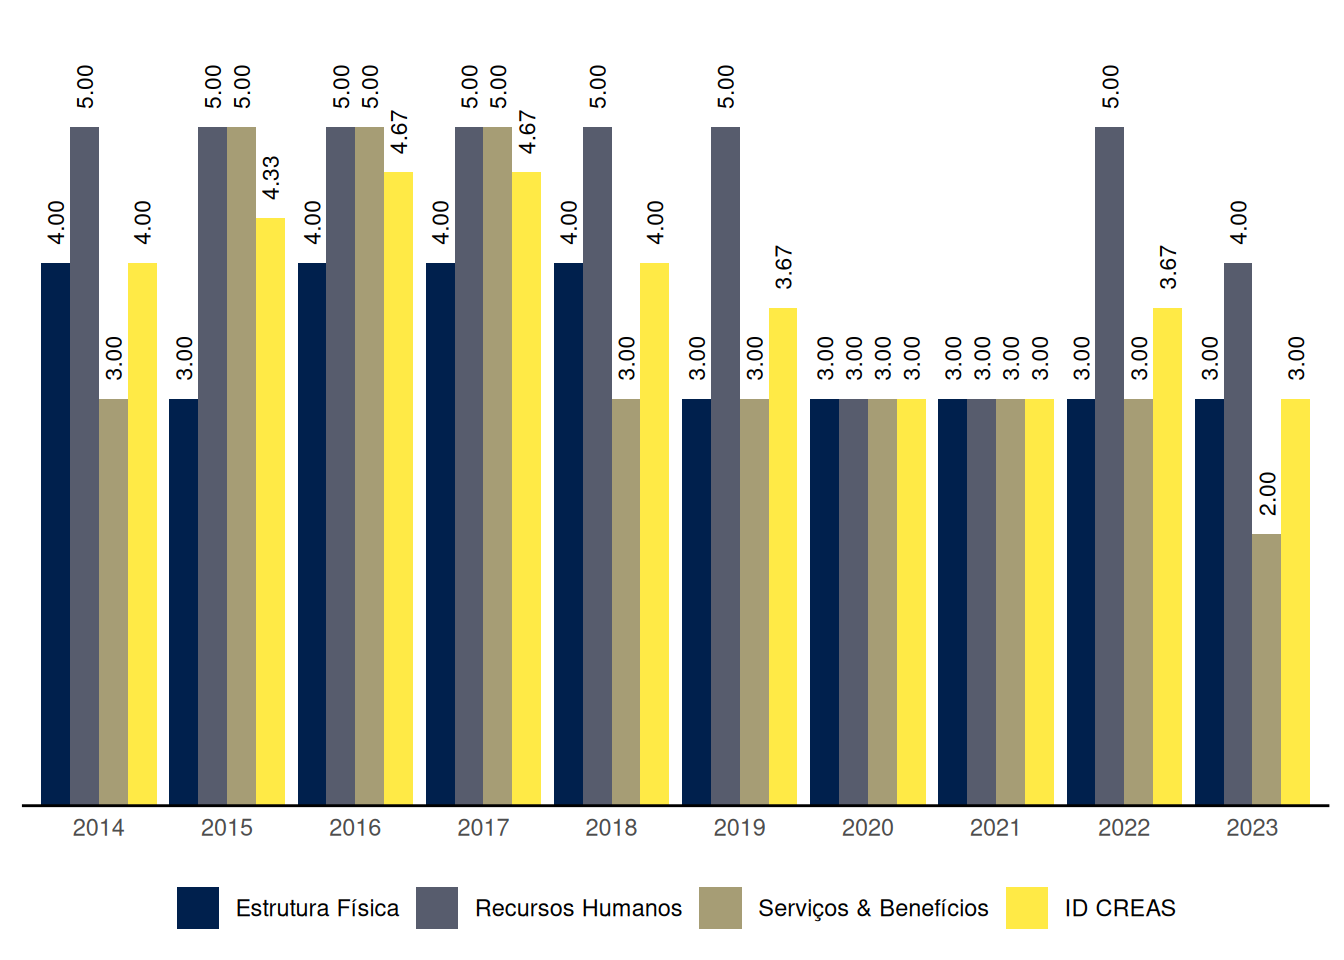 4.00 5.00 3.00 4.00 3.00 5.00 5.00 4.33 4.00 5.00 5.00 4.67 4.00 5.00 5.00 4.67 4.00 5.00 3.00 4.00 3.00 5.00 3.00 3.67 3.00 3.00 3.00 3.00 3.00 3.00 3.00 3.00 3.00 5.00 3.00 3.67 3.00 4.00 2.00 3.00
2014 2015 2016 2017 2018 2019 2020 2021 2022 2023
Estrutura Física Recursos Humanos Serviços & Benefícios ID CREAS